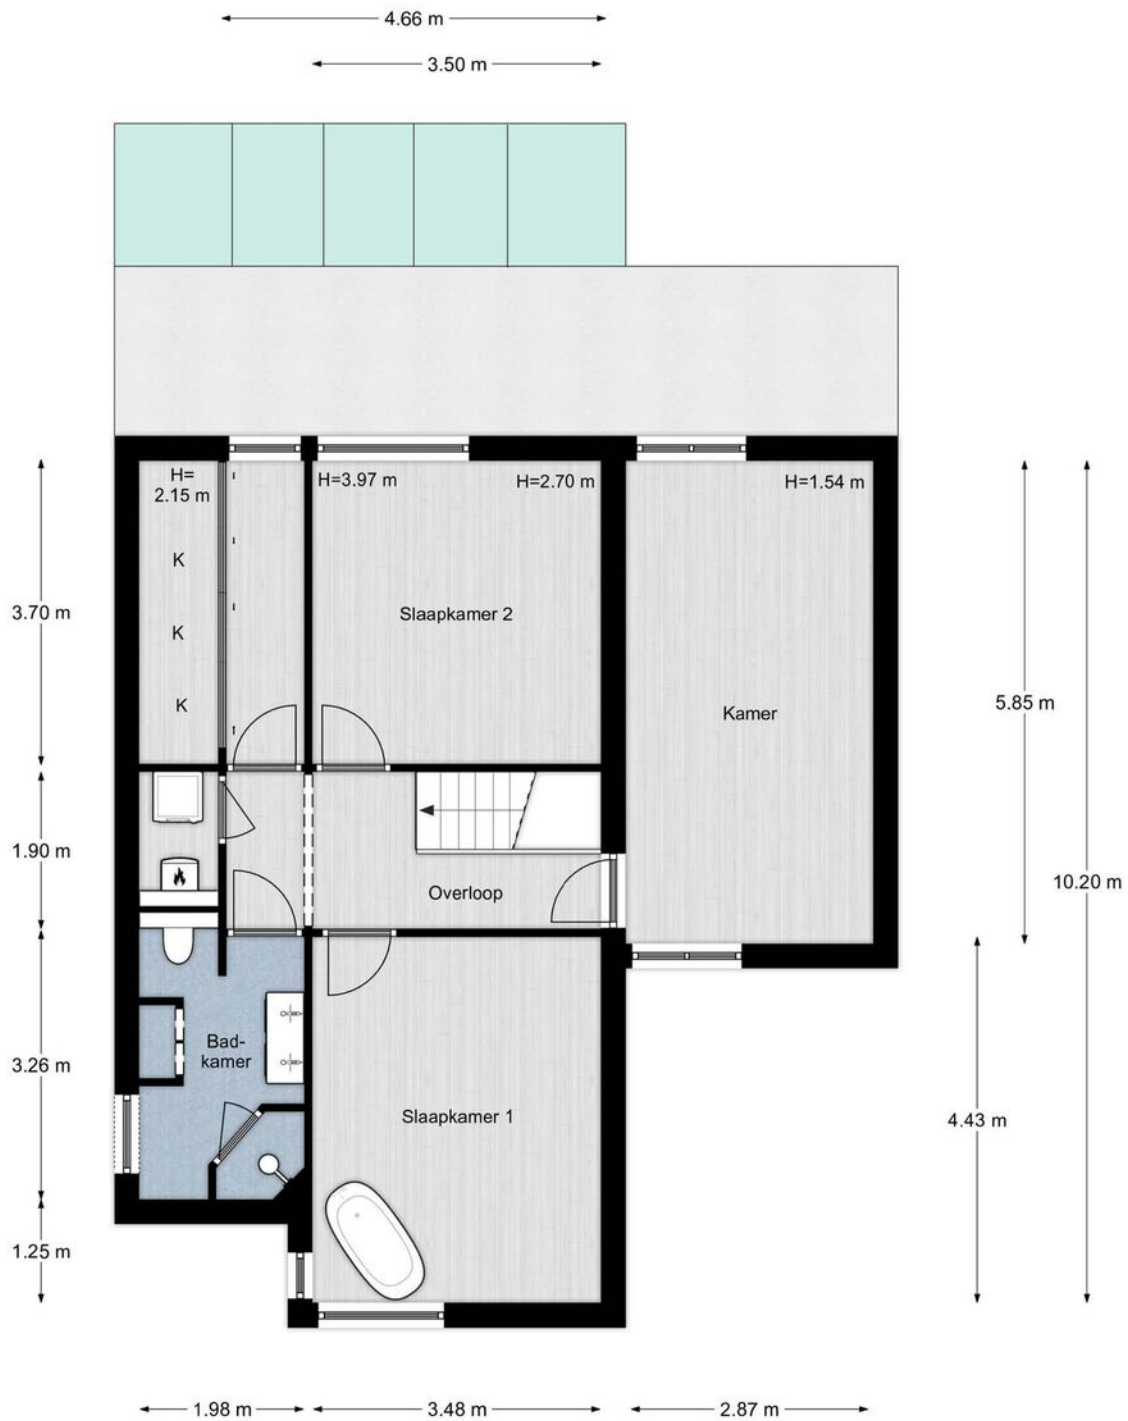 4.66 m
3.50 m
H=
2.15 m
H=3.97 m
H=2.70 m
H=1.54 m
K
K
K
3.70 m
Slaapkamer 2
Kamer
5.85 m
1.90 m
Overloop
10.20 m
Bad-
kamer
3.26 m
Slaapkamer 1
4.43 m
1.25 m
1.98 m
3.48 m
2.87 m